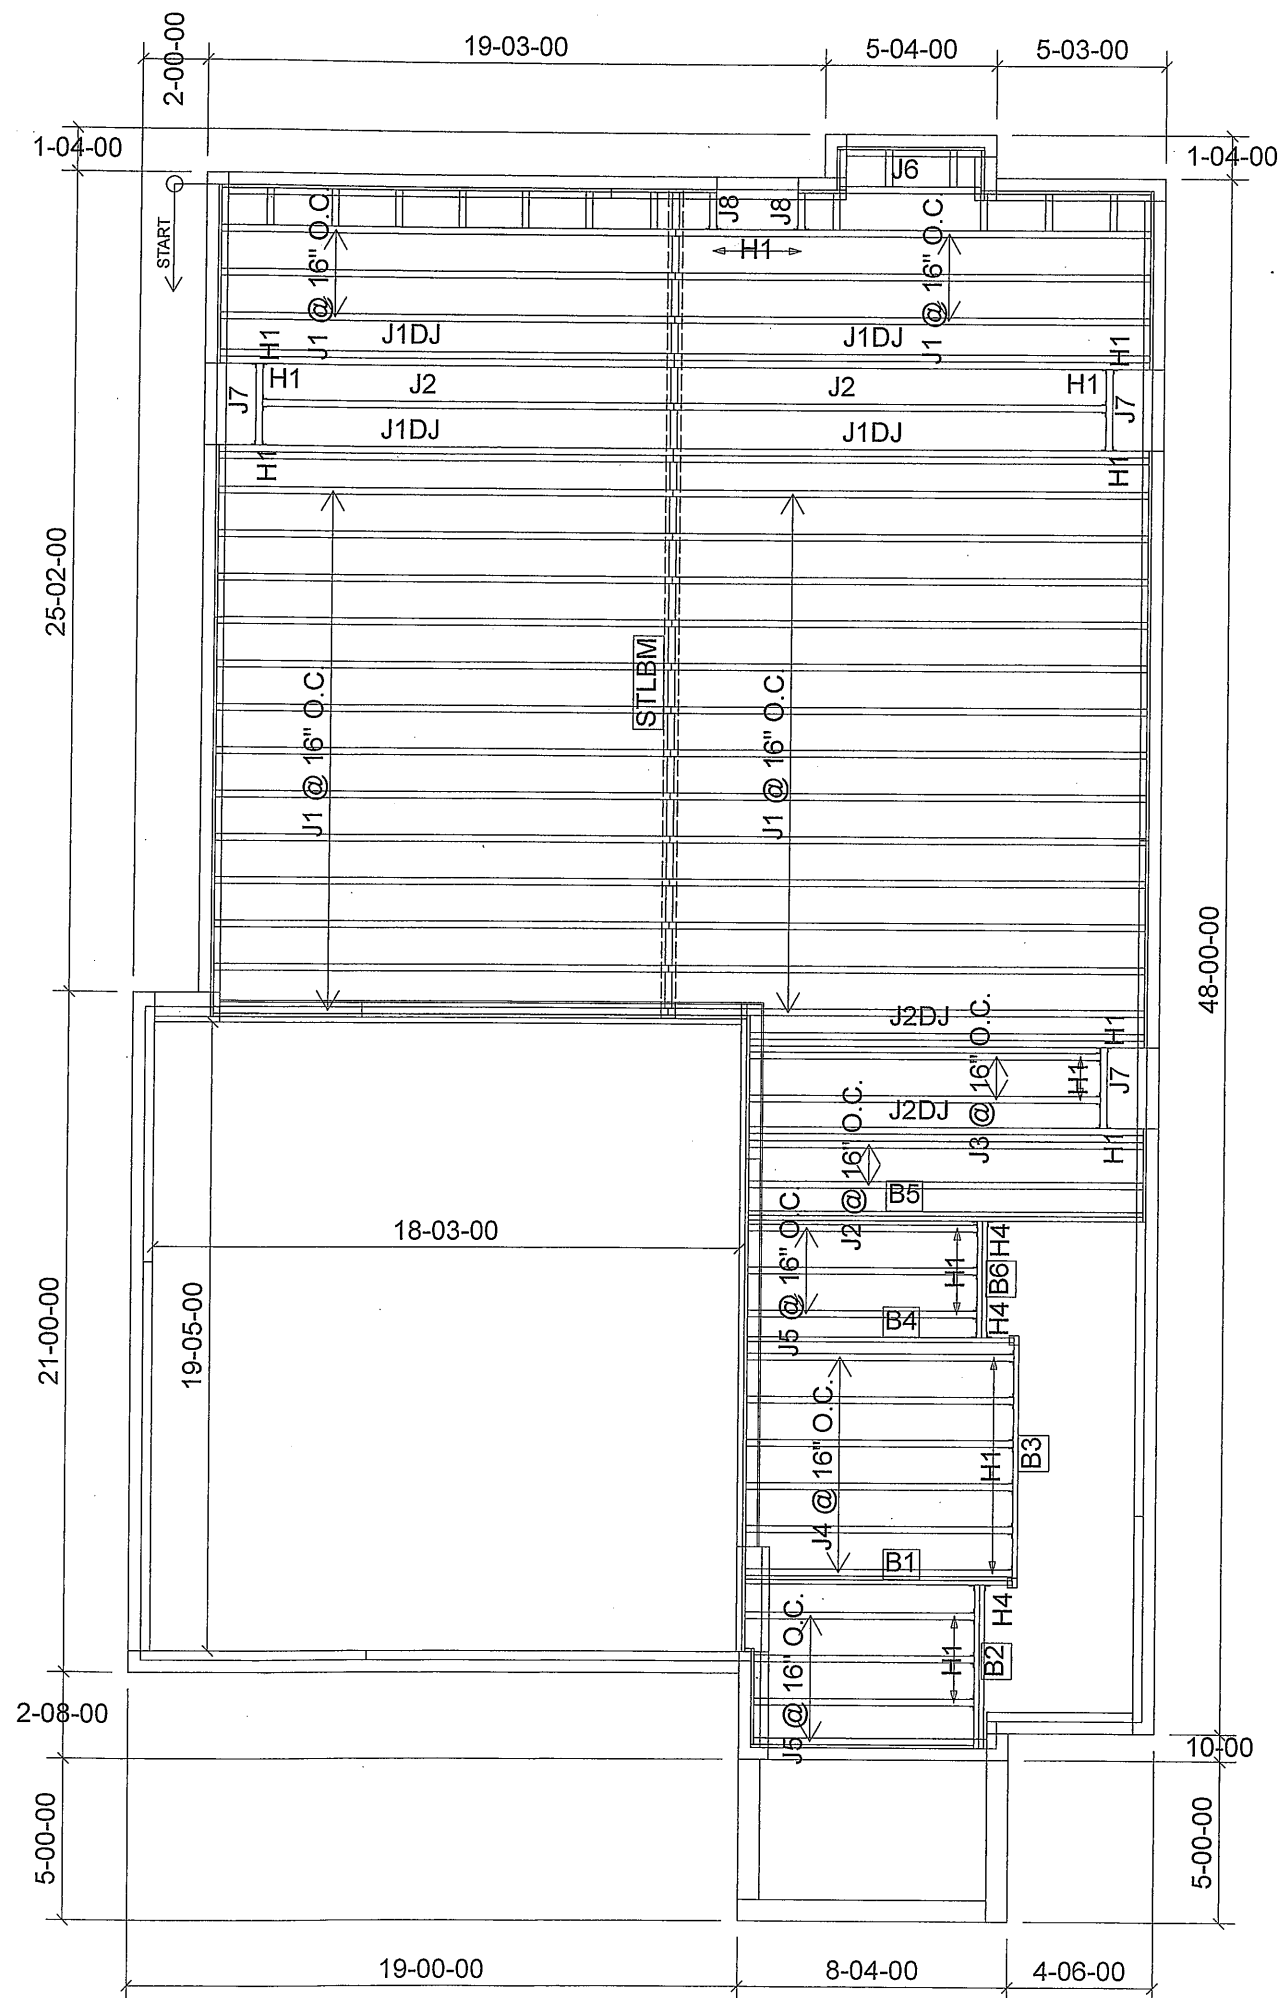 2-00-00
19-03-00
5-04-00
5-03-00
1-04-00
1-04-00
START
J6
J8
J8
H1
J1 @ 16" O.C.
J1 @ 16" O.C.
J1DJ
J1DJ
H1
H1
H1
J2
J2
H1
J7
J7
J1DJ
J1DJ
H1
H1
25-02-00
STLBM
J1 @ 16" O.C.
J1 @ 16" O.C.
48-00-00
J2DJ
H1
J3 @ 16" O.C.
H1
J7
J2DJ
H1
J2 @ 16" O.C.
B5
18-03-00
J5 @ 16" O.C
H1
H4
B6
H4
B4
21-00-00
19-05-00
J4 @ 16" O.C.
H1
B3
B1
H4
J5 @ 16" O.C.
H1
B2
2-08-00
10-00
5-00-00
5-00-00
19-00-00
8-04-00
4-06-00